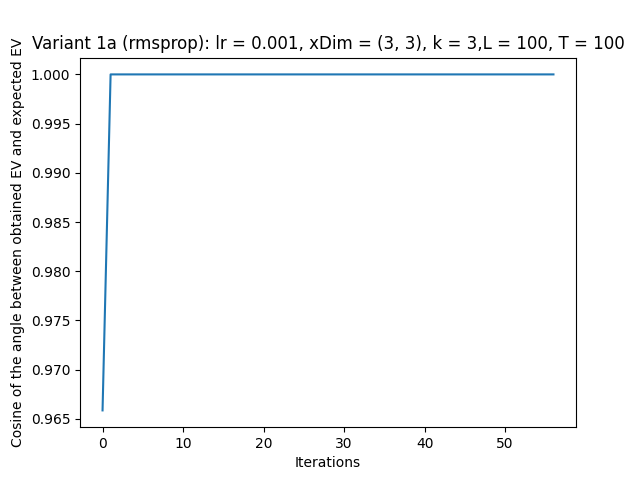 Variant 1a (rmsprop): lr = 0.001, xDim = (3, 3), k = 3,L = 100, T = 100
Cosine of the angle between obtained EV and expected EV
1.000
0.995
0.990
0.985
0.980
0.975
0.970
0.965
0 10 20 30 40 50
Iterations